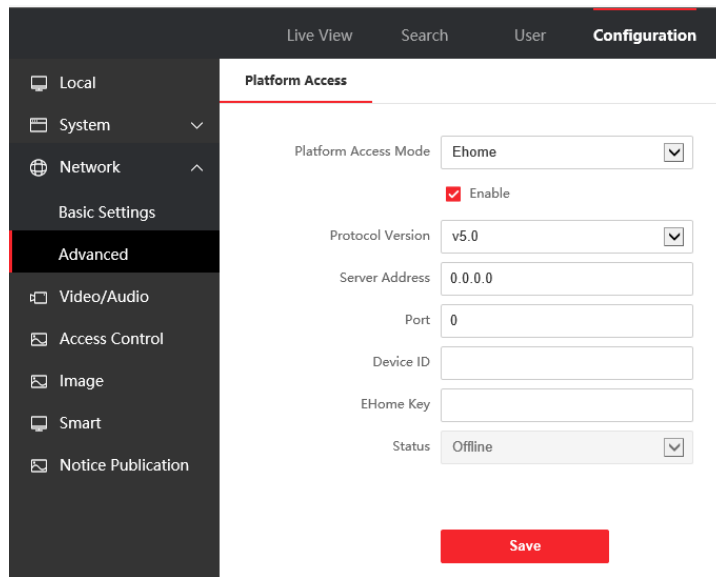 Live View Search User Configuration
Local
System
Network
Basic Settings
Advanced
Video/Audio
Access Control
Image
Smart
Notice Publication
Platform Access
Platform Access Mode Ehome
Enable
Protocol Version v5.0
Server Address 0.0.0.0
Port 0
Device ID
EHome Key
Status Offline
Save